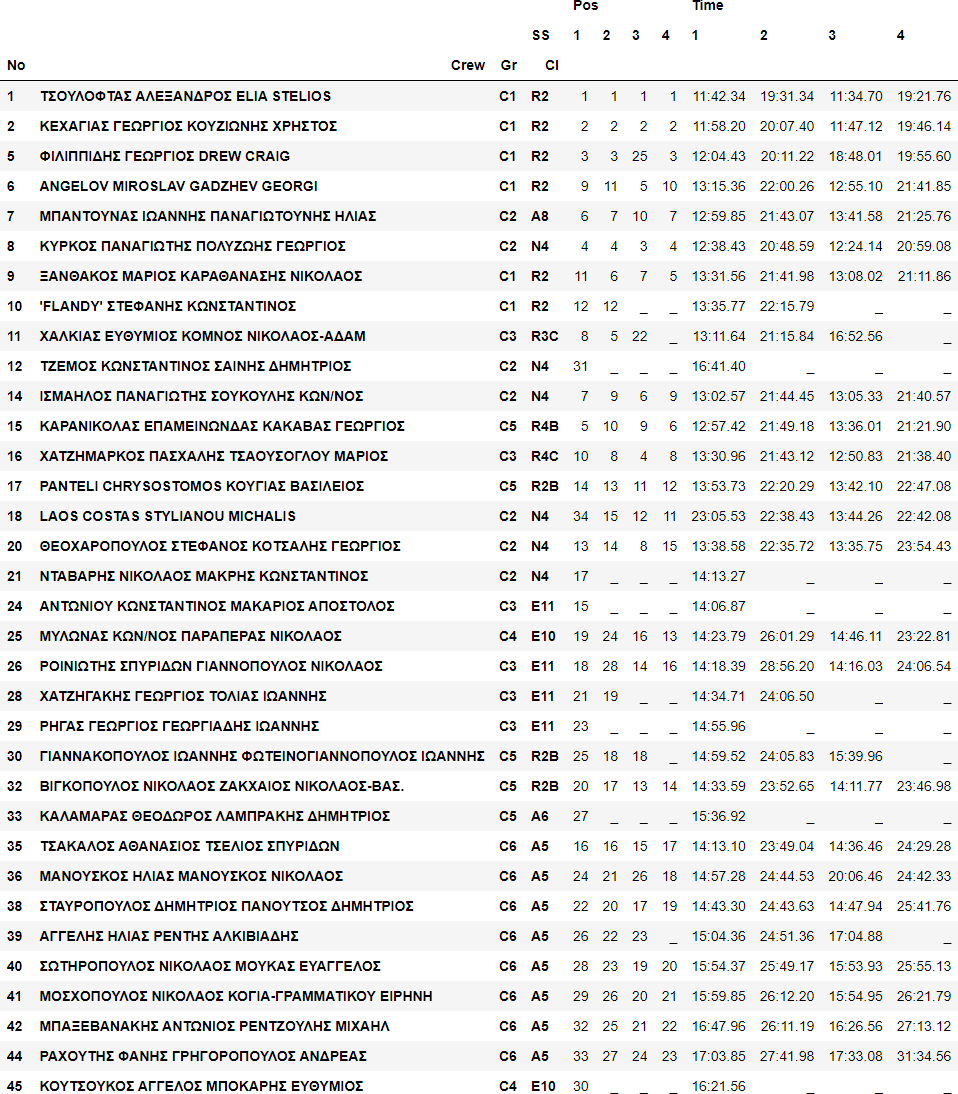 Pos Time
SS 1 2 3 4 1 2 3 4
No Crew Gr Cl
1 ΤΣΟΥΛΟΦΤΑΣ ΑΛΕΞΑΝΔΡΟΣ ELIA STELIOS C1 R2 1 1 1 1 11:42.34 19:31.34 11:34.70 19:21.76
2 ΚΕΧΑΓΙΑΣ ΓΕΩΡΓΙΟΣ ΚΟΥΖΙΩΝΗΣ ΧΡΗΣΤΟΣ C1 R2 2 2 2 2 11:58.20 20:07.40 11:47.12 19:46.14
5 ΦΙΛΙΠΠΙΔΗΣ ΓΕΩΡΓΙΟΣ DREW CRAIG C1 R2 3 3 25 3 12:04.43 20:11.22 18:48.01 19:55.60
6 ANGELOV MIROSLAV GADZHEV GEORGI C1 R2 9 11 5 10 13:15.36 22:00.26 12:55.10 21:41.85
7 ΜΠΑΝΤΟΥΝΑΣ ΙΩΑΝΝΗΣ ΠΑΝΑΓΙΩΤΟΥΝΗΣ ΗΛΙΑΣ C2 A8 6 7 10 7 12:59.85 21:43.07 13:41.58 21:25.76
8 ΚΥΡΚΟΣ ΠΑΝΑΓΙΩΤΗΣ ΠΟΛΥΖΩΗΣ ΓΕΩΡΓΙΟΣ C2 N4 4 4 3 4 12:38.43 20:48.59 12:24.14 20:59.08
9 ΞΑΝΘΑΚΟΣ ΜΑΡΙΟΣ ΚΑΡΑΘΑΝΑΣΗΣ ΝΙΚΟΛΑΟΣ C1 R2 11 6 7 5 13:31.56 21:41.98 13:08.02 21:11.86
10 'FLANDY' ΣΤΕΦΑΝΗΣ ΚΩΝΣΤΑΝΤΙΝΟΣ C1 R2 12 12 _ _ 13:35.77 22:15.79 _ _
11 ΧΑΛΚΙΑΣ ΕΥΘΥΜΙΟΣ ΚΟΜΝΟΣ ΝΙΚΟΛΑΟΣ-ΑΔΑΜ C3 R3C 8 5 22 _ 13:11.64 21:15.84 16:52.56 _
12 ΤΖΕΜΟΣ ΚΩΝΣΤΑΝΤΙΝΟΣ ΣΑΙΝΗΣ ΔΗΜΗΤΡΙΟΣ C2 N4 31 _ _ _ 16:41.40 _ _ _
14 ΙΣΜΑΗΛΟΣ ΠΑΝΑΓΙΩΤΗΣ ΣΟΥΚΟΥΛΗΣ ΚΩΝ/ΝΟΣ C2 N4 7 9 6 9 13:02.57 21:44.45 13:05.33 21:40.57
15 ΚΑΡΑΝΙΚΟΛΑΣ ΕΠΑΜΕΙΝΩΝΔΑΣ ΚΑΚΑΒΑΣ ΓΕΩΡΓΙΟΣ C5 R4B 5 10 9 6 12:57.42 21:49.18 13:36.01 21:21.90
16 ΧΑΤΖΗΜΑΡΚΟΣ ΠΑΣΧΑΛΗΣ ΤΣΑΟΥΣΟΓΛΟΥ ΜΑΡΙΟΣ C3 R4C 10 8 4 8 13:30.96 21:43.12 12:50.83 21:38.40
17 PANTELI CHRYSOSTOMOS ΚΟΥΓΙΑΣ ΒΑΣΙΛΕΙΟΣ C5 R2B 14 13 11 12 13:53.73 22:20.29 13:42.10 22:47.08
18 LAOS COSTAS STYLIANOU MICHALIS C2 N4 34 15 12 11 23:05.53 22:38.43 13:44.26 22:42.08
20 ΘΕΟΧΑΡΟΠΟΥΛΟΣ ΣΤΕΦΑΝΟΣ ΚΟΤΣΑΛΗΣ ΓΕΩΡΓΙΟΣ C2 N4 13 14 8 15 13:38.58 22:35.72 13:35.75 23:54.43
21 ΝΤΑΒΑΡΗΣ ΝΙΚΟΛΑΟΣ ΜΑΚΡΗΣ ΚΩΝΣΤΑΝΤΙΝΟΣ C2 N4 17 _ _ _ 14:13.27 _ _ _
24 ΑΝΤΩΝΙΟΥ ΚΩΝΣΤΑΝΤΙΝΟΣ ΜΑΚΑΡΙΟΣ ΑΠΟΣΤΟΛΟΣ C3 E11 15 _ _ _ 14:06.87 _ _ _
25 ΜΥΛΩΝΑΣ ΚΩΝ/ΝΟΣ ΠΑΡΑΠΕΡΑΣ ΝΙΚΟΛΑΟΣ C4 E10 19 24 16 13 14:23.79 26:01.29 14:46.11 23:22.81
26 ΡΟΙΝΙΩΤΗΣ ΣΠΥΡΙΔΩΝ ΓΙΑΝΝΟΠΟΥΛΟΣ ΝΙΚΟΛΑΟΣ C3 E11 18 28 14 16 14:18.39 28:56.20 14:16.03 24:06.54
28 ΧΑΤΖΗΓΑΚΗΣ ΓΕΩΡΓΙΟΣ ΤΟΛΙΑΣ ΙΩΑΝΝΗΣ C3 E11 21 19 _ _ 14:34.71 24:06.50 _ _
29 ΡΗΓΑΣ ΓΕΩΡΓΙΟΣ ΓΕΩΡΓΙΑΔΗΣ ΙΩΑΝΝΗΣ C3 E11 23 _ _ _ 14:55.96 _ _ _
30 ΓΙΑΝΝΑΚΟΠΟΥΛΟΣ ΙΩΑΝΝΗΣ ΦΩΤΕΙΝΟΓΙΑΝΝΟΠΟΥΛΟΣ ΙΩΑΝΝΗΣ C5 R2B 25 18 18 _ 14:59.52 24:05.83 15:39.96 _
32 ΒΙΓΚΟΠΟΥΛΟΣ ΝΙΚΟΛΑΟΣ ΖΑΚΧΑΙΟΣ ΝΙΚΟΛΑΟΣ-ΒΑΣ. C5 R2B 20 17 13 14 14:33.59 23:52.65 14:11.77 23:46.98
33 ΚΑΛΑΜΑΡΑΣ ΘΕΟΔΩΡΟΣ ΛΑΜΠΡΑΚΗΣ ΔΗΜΗΤΡΙΟΣ C5 A6 27 _ _ _ 15:36.92 _ _ _
35 ΤΣΑΚΑΛΟΣ ΑΘΑΝΑΣΙΟΣ ΤΣΕΛΙΟΣ ΣΠΥΡΙΔΩΝ C6 A5 16 16 15 17 14:13.10 23:49.04 14:36.46 24:29.28
36 ΜΑΝΟΥΣΚΟΣ ΗΛΙΑΣ ΜΑΝΟΥΣΚΟΣ ΝΙΚΟΛΑΟΣ C6 A5 24 21 26 18 14:57.28 24:44.53 20:06.46 24:42.33
38 ΣΤΑΥΡΟΠΟΥΛΟΣ ΔΗΜΗΤΡΙΟΣ ΠΑΝΟΥΤΣΟΣ ΔΗΜΗΤΡΙΟΣ C6 A5 22 20 17 19 14:43.30 24:43.63 14:47.94 25:41.76
39 ΑΓΓΕΛΗΣ ΗΛΙΑΣ ΡΕΝΤΗΣ ΑΛΚΙΒΙΑΔΗΣ C6 A5 26 22 23 _ 15:04.36 24:51.36 17:04.88 _
40 ΣΩΤΗΡΟΠΟΥΛΟΣ ΝΙΚΟΛΑΟΣ ΜΟΥΚΑΣ ΕΥΑΓΓΕΛΟΣ C6 A5 28 23 19 20 15:54.37 25:49.17 15:53.93 25:55.13
41 ΜΟΣΧΟΠΟΥΛΟΣ ΝΙΚΟΛΑΟΣ ΚΟΓΙΑ-ΓΡΑΜΜΑΤΙΚΟΥ ΕΙΡΗΝΗ C6 A5 29 26 20 21 15:59.85 26:12.20 15:54.95 26:21.79
42 ΜΠΑΞΕΒΑΝΑΚΗΣ ΑΝΤΩΝΙΟΣ ΡΕΝΤΖΟΥΛΗΣ ΜΙΧΑΗΛ C6 A5 32 25 21 22 16:47.96 26:11.19 16:26.56 27:13.12
44 ΡΑΧΟΥΤΗΣ ΦΑΝΗΣ ΓΡΗΓΟΡΟΠΟΥΛΟΣ ΑΝΔΡΕΑΣ C6 A5 33 27 24 23 17:03.85 27:41.98 17:33.08 31:34.56
45 ΚΟΥΤΣΟΥΚΟΣ ΑΓΓΕΛΟΣ ΜΠΟΚΑΡΗΣ ΕΥΘΥΜΙΟΣ C4 E10 30 _ _ _ 16:21.56 _ _ _